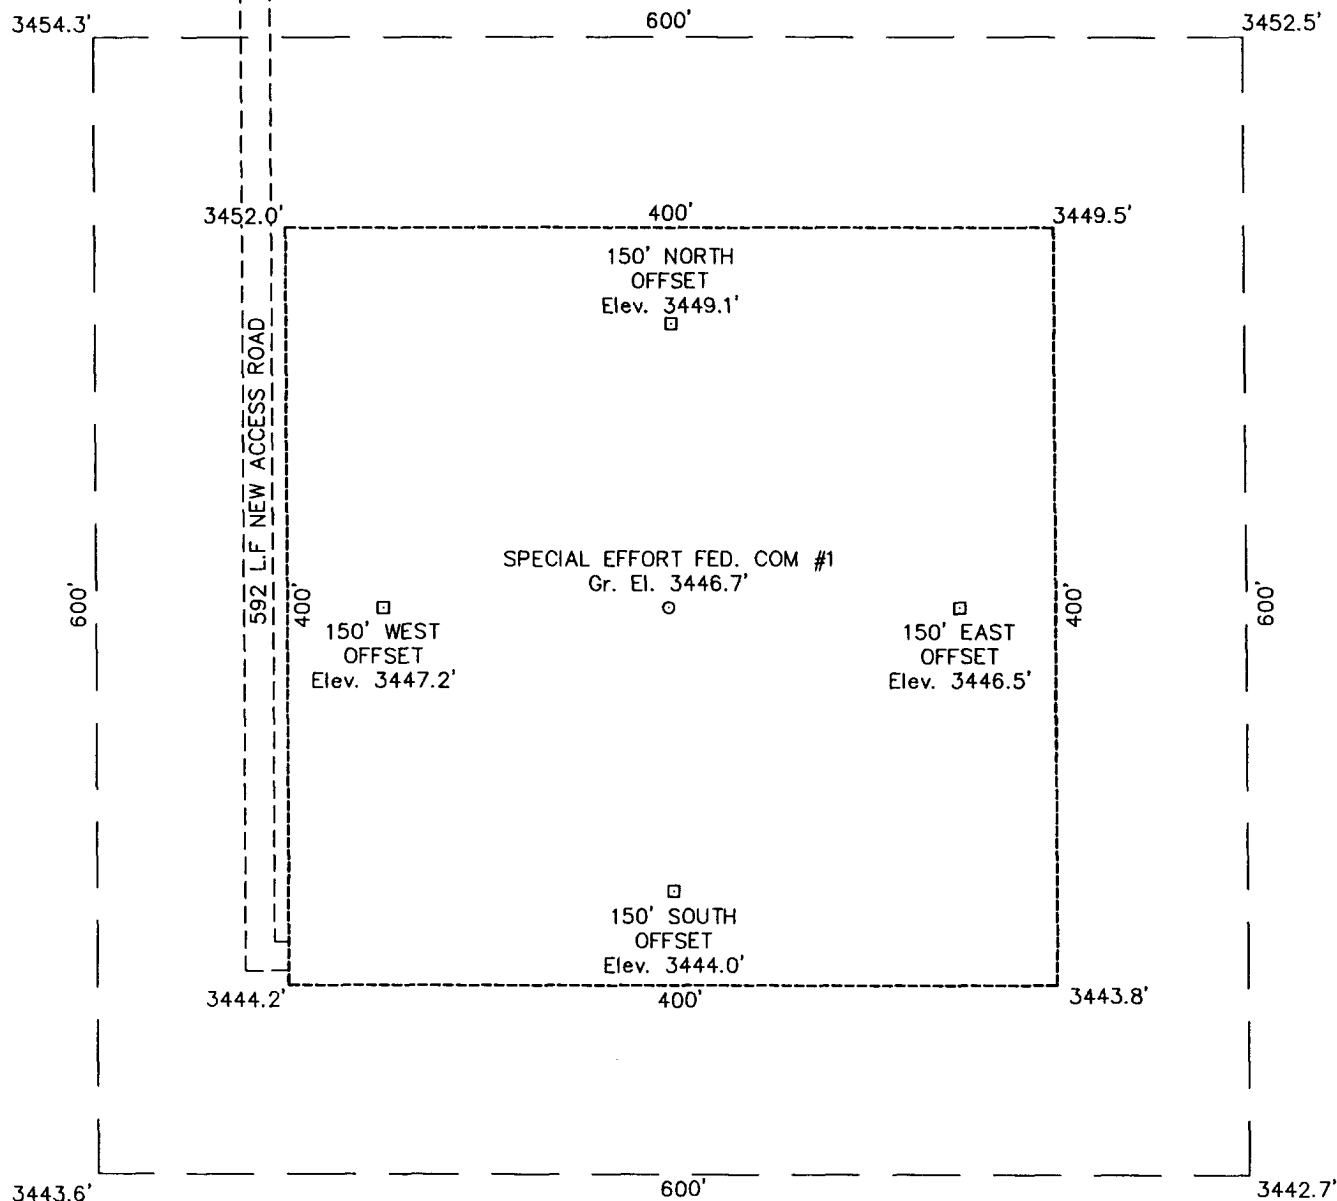 3454.3'
600'
3452.5'
3452.0'
400'
3449.5'
150' NORTH
OFFSET
Elev. 3449.1'
592 L.F NEW ACCESS ROAD
SPECIAL EFFORT FED. COM #1
Gr. El. 3446.7'
600'
400'
150' WEST
OFFSET
Elev. 3447.2'
150' EAST
OFFSET
Elev. 3446.5'
400'
600'
150' SOUTH
OFFSET
Elev. 3444.0'
3444.2'
400'
3443.8'
3443.6'
600'
3442.7'